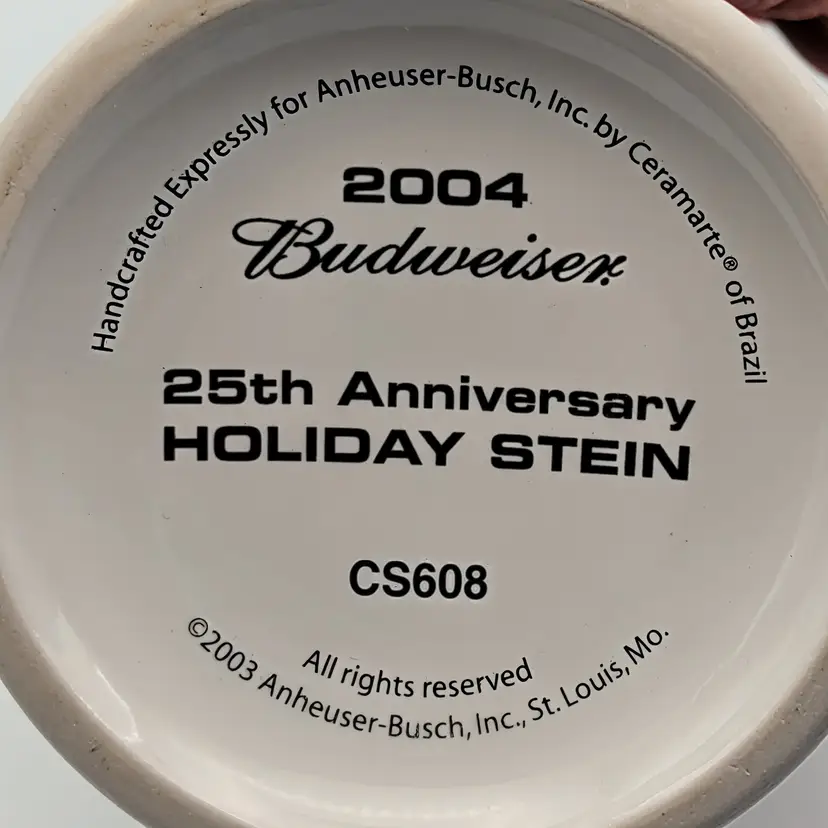 Handcrafted Expressly for Anheuser-Busch, Inc. by Ceramarte® of Brazil
2004
Budweiser
25th Anniversary
HOLIDAY STEIN
CS608
All rights reserved
©2003 Anheuser-Busch, Inc., St. Louis, Mo.